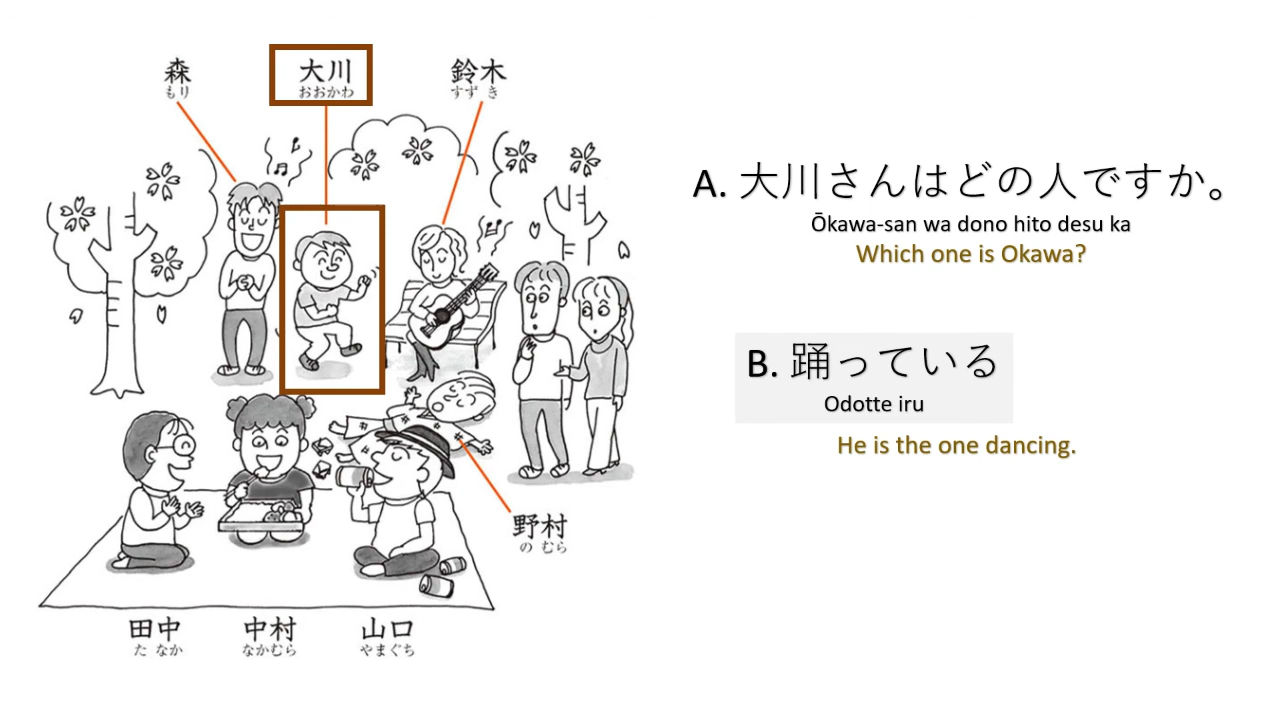 森
もり
大川
おおかわ
鈴木
すず き
野村
の むら
田中
た なか
中村
なかむら
山口
やまぐち
A. 大川さんはどの人ですか。
Ōkawa-san wa dono hito desu ka
Which one is Okawa?
B. 踊っている
Odotte iru
He is the one dancing.